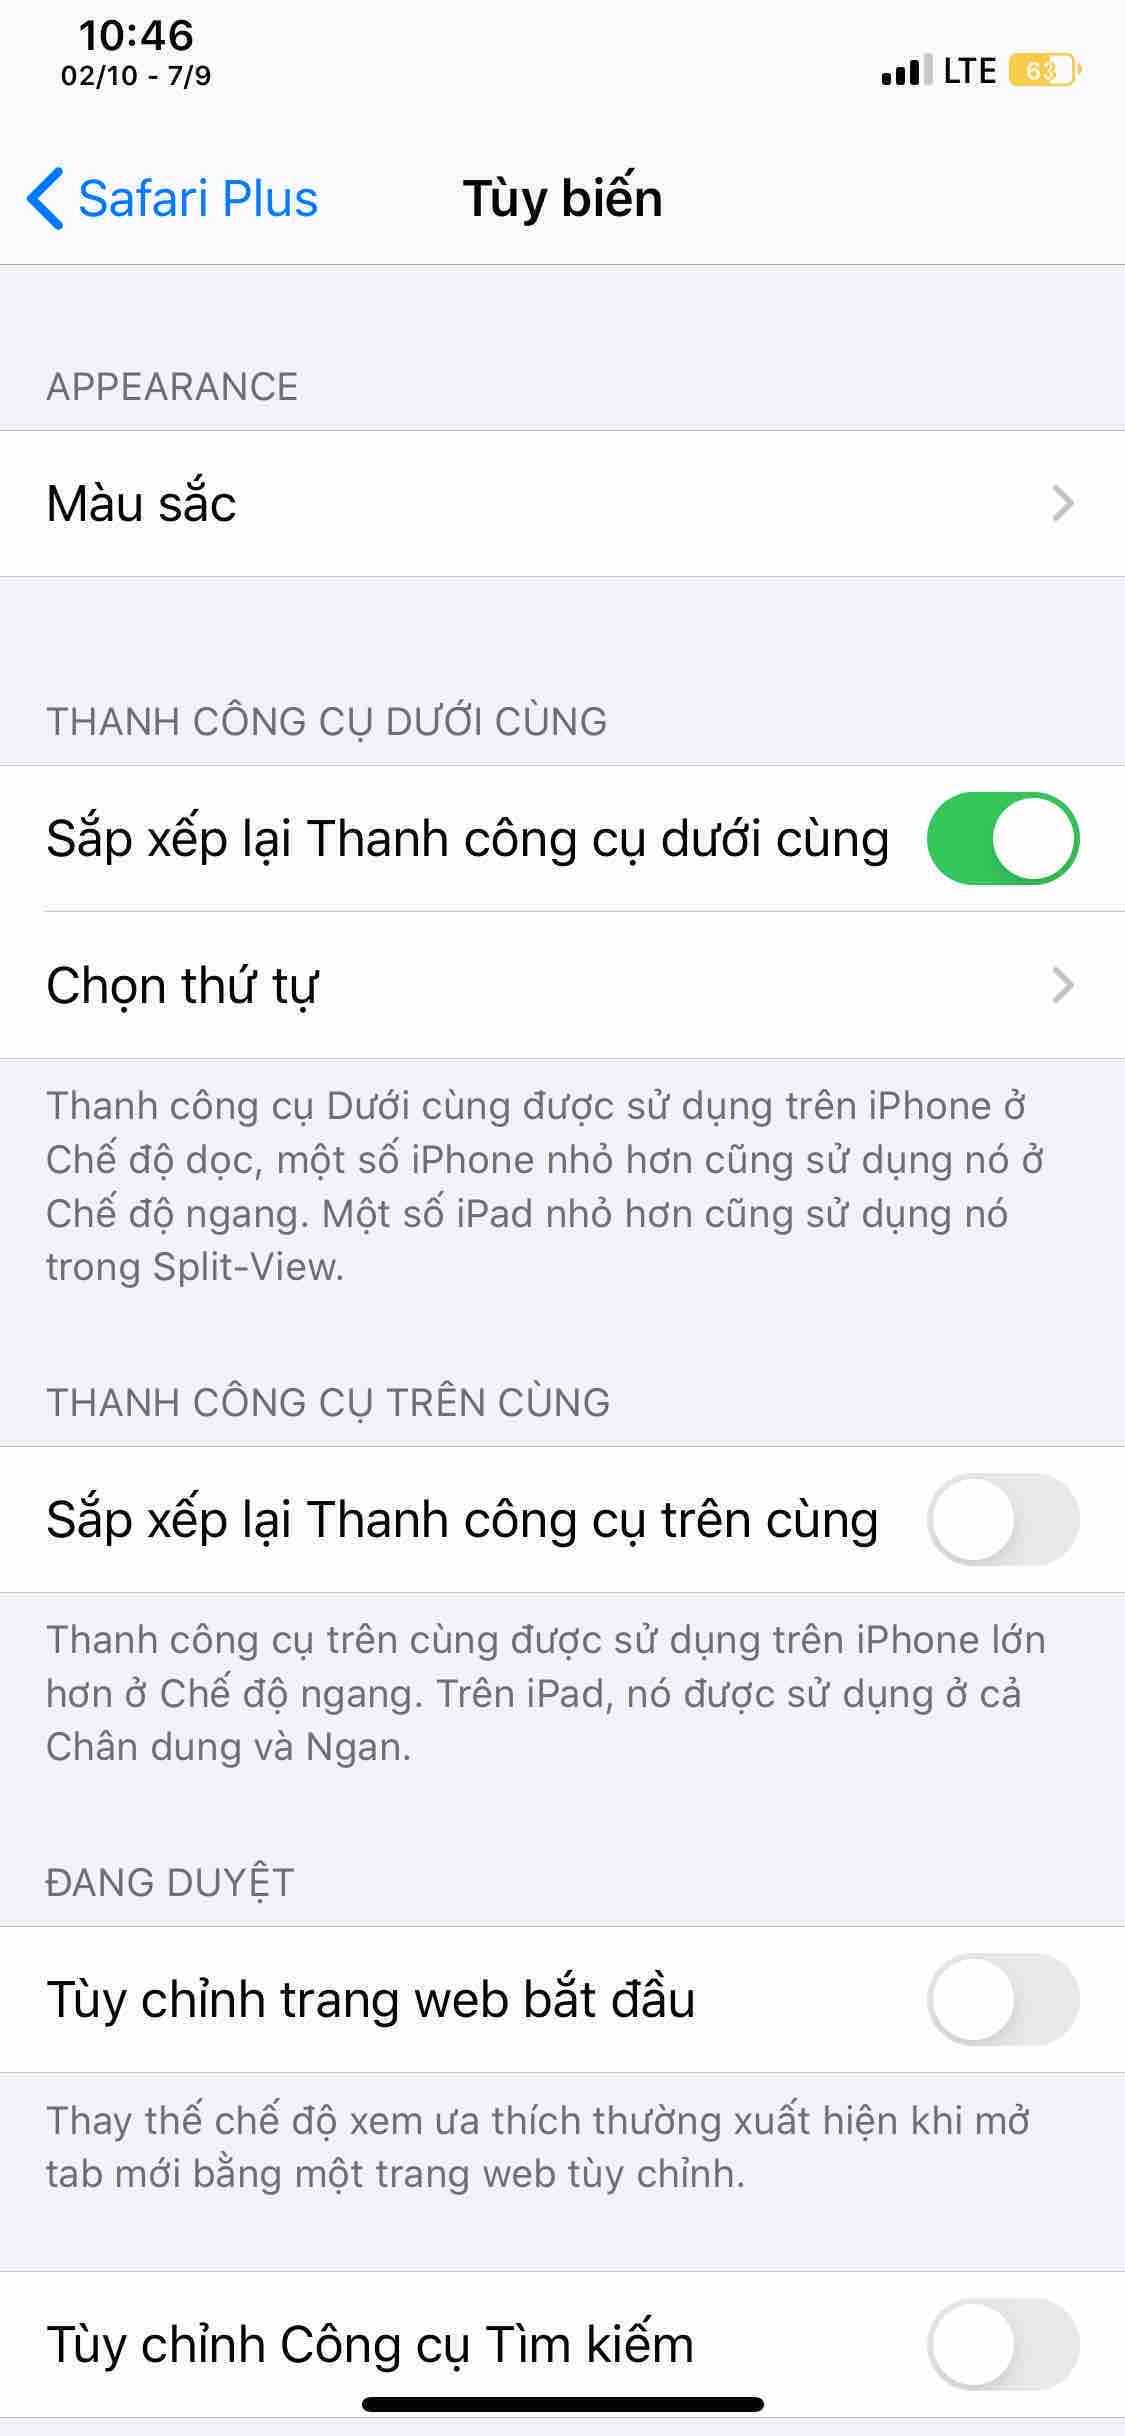 10:46
02/10 - 7/9
LTE 63
Safari Plus
Tùy biến
APPEARANCE
Màu sắc
THANH CÔNG CỤ DƯỚI CÙNG
Sắp xếp lại Thanh công cụ dưới cùng
Chọn thứ tự
Thanh công cụ Dưới cùng được sử dụng trên iPhone ở
Chế độ dọc, một số iPhone nhỏ hơn cũng sử dụng nó ở
Chế độ ngang. Một số iPad nhỏ hơn cũng sử dụng nó
trong Split-View.
THANH CÔNG CỤ TRÊN CÙNG
Sắp xếp lại Thanh công cụ trên cùng
Thanh công cụ trên cùng được sử dụng trên iPhone lớn
hơn ở Chế độ ngang. Trên iPad, nó được sử dụng ở cả
Chân dung và Ngan.
ĐANG DUYỆT
Tùy chỉnh trang web bắt đầu
Thay thế chế độ xem ưa thích thường xuất hiện khi mở
tab mới bằng một trang web tùy chỉnh.
Tùy chỉnh Công cụ Tìm kiếm